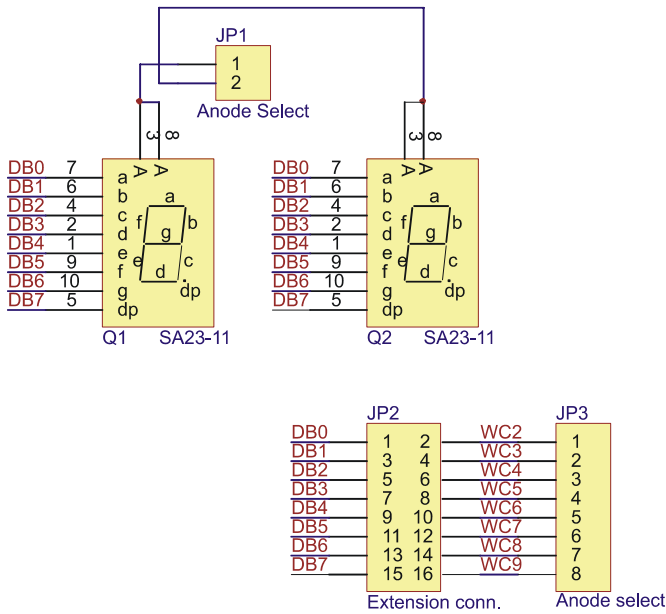 JP1
1
2
Anode Select
3 8
3 8
A A
A A
DB0 7 a
DB1 6 b
DB2 4 c
DB3 2 d
DB4 1 e
DB5 9 f
DB6 10 g
DB7 5 dp
a
f b
g
e c
d
dp
Q1 SA23-11
DB0 7 a
DB1 6 b
DB2 4 c
DB3 2 d
DB4 1 e
DB5 9 f
DB6 10 g
DB7 5 dp
a
f b
g
e c
d
dp
Q2 SA23-11
JP2 JP3
DB0 1 2 WC2 1
DB1 3 4 WC3 2
DB2 5 6 WC4 3
DB3 7 8 WC5 4
DB4 9 10 WC6 5
DB5 11 12 WC7 6
DB6 13 14 WC8 7
DB7 15 16 WC9 8
Extension conn. Anode select